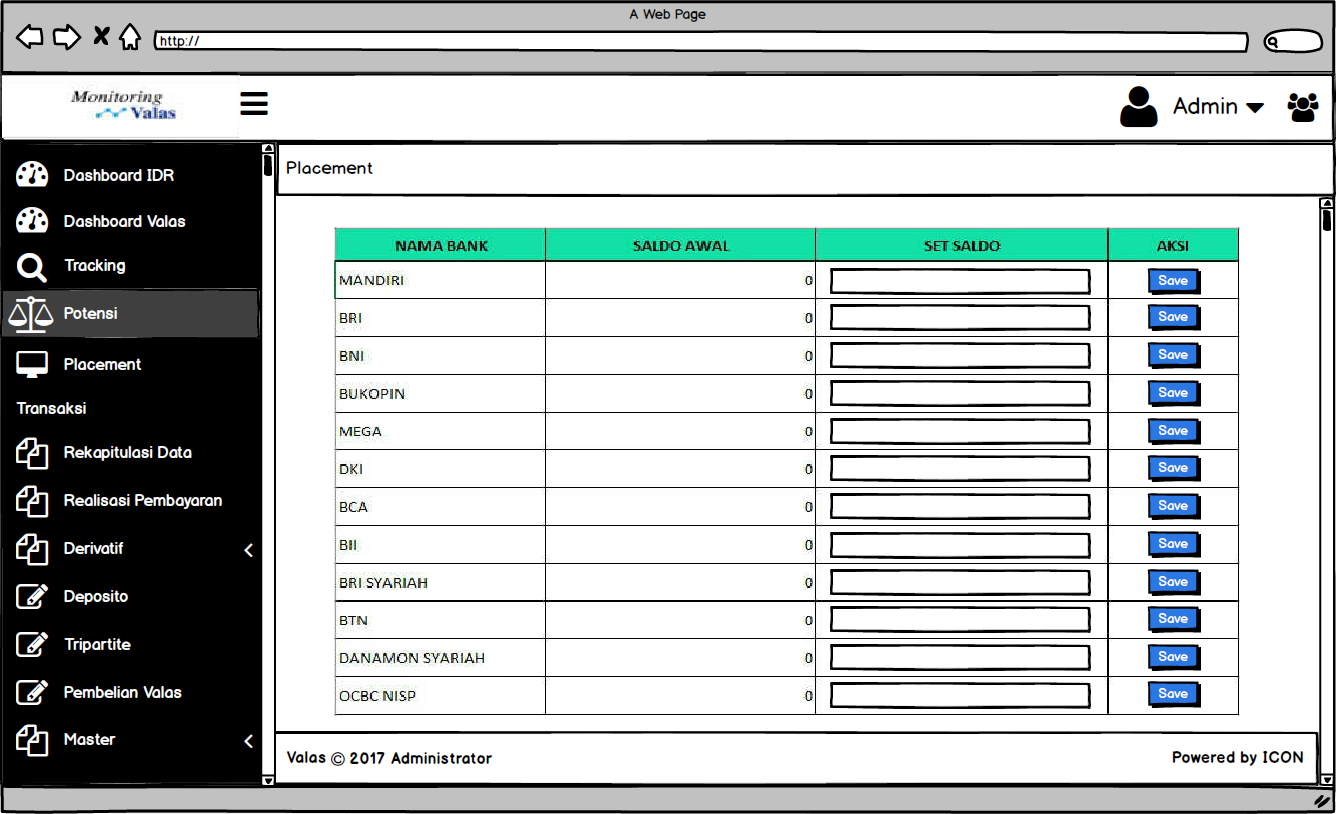 A Web Page
http://
Monitoring
Valas
Admin
Dashboard IDR
Dashboard Valas
Tracking
Potensi
Placement
Transaksi
Rekapitulasi Data
Realisasi Pembayaran
Derivatif
Deposito
Tripartite
Pembelian Valas
Master
Placement
NAMA BANK SALDO AWAL SET SALDO AKSI
MANDIRI 0 Save
BRI 0 Save
BNI 0 Save
BUKOPIN 0 Save
MEGA 0 Save
DKI 0 Save
BCA 0 Save
BII 0 Save
BRI SYARIAH 0 Save
BTN 0 Save
DANAMON SYARIAH 0 Save
OCBC NISP 0 Save
Valas © 2017 Administrator Powered by ICON